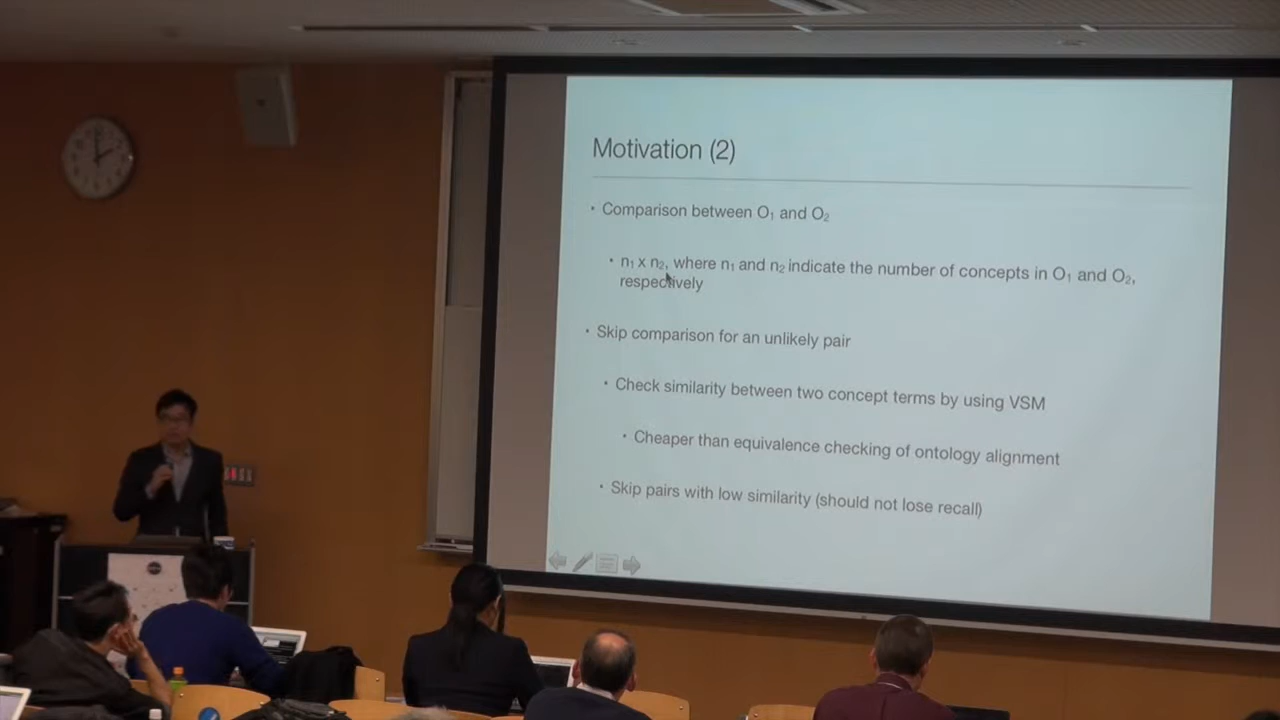 Motivation (2)
• Comparison between O₁ and O₂
• n₁ x n₂, where n₁ and n₂ indicate the number of concepts in O₁ and O₂,
respectively
• Skip comparison for an unlikely pair
• Check similarity between two concept terms by using VSM
• Cheaper than equivalence checking of ontology alignment
• Skip pairs with low similarity (should not lose recall)